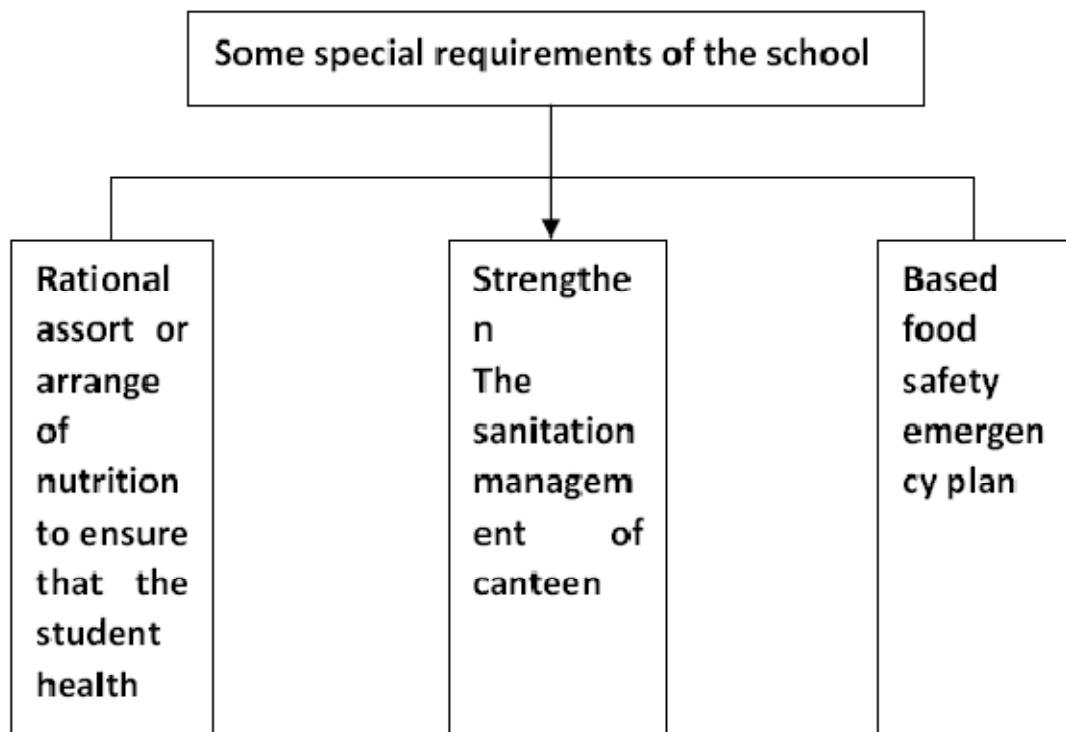 Some special requirements of the school
Rational
assort or
arrange
of
nutrition
to ensure
that the
student
health
Strengthe
n
The
sanitation
managem
ent of
canteen
Based
food
safety
emergen
cy plan